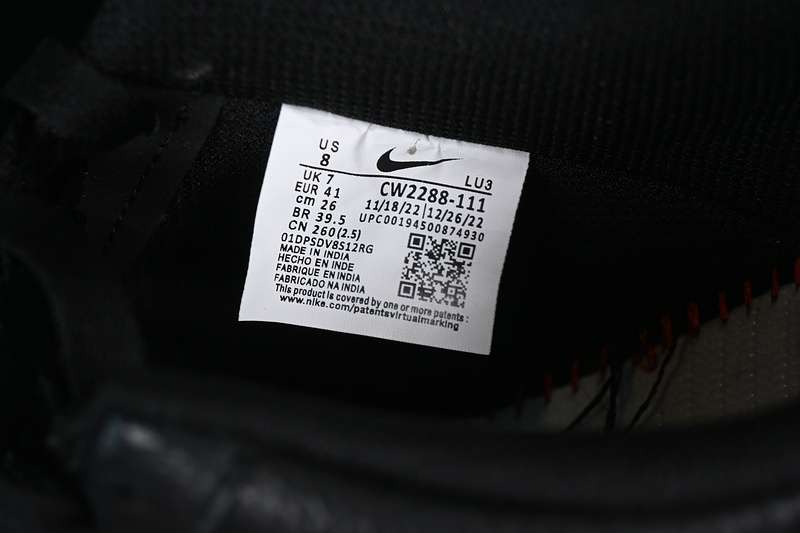 US
8
LU3
UK 7
CW2288-111
EUR 41
11/18/22 | 12/26/22
cm 26
UPC00194500874930
BR 39.5
CN 260(2.5)
01DPSDV8S12RG
MADE IN INDIA
HECHO EN INDE
FABRIQUE EN INDIA
FABRICADO NA INDIA
This product is covered by one or more patents :
www.nike.com/patentsvirtualmarking